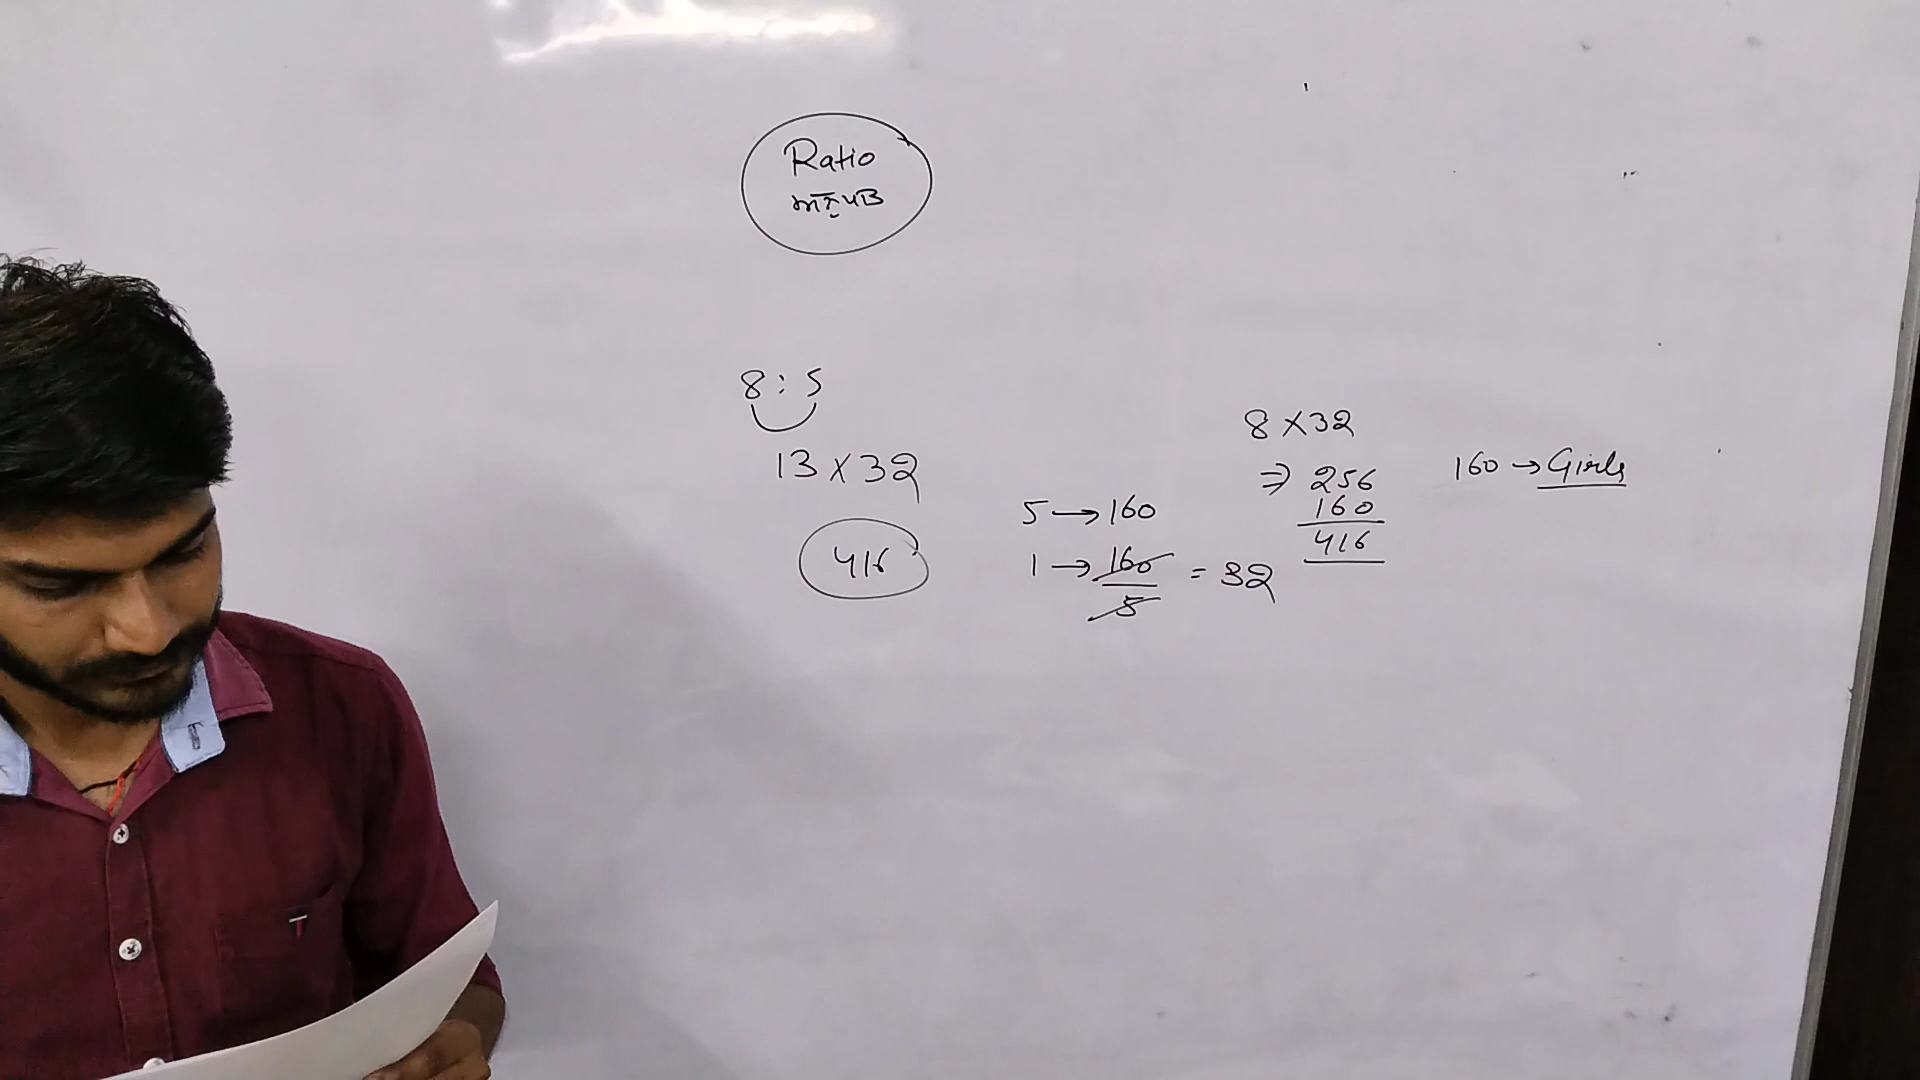 Ratio
ਅਨੁਪਾਤ
8 : 5
13 × 32
416
5 → 160
1 → 160/5 = 32
8 × 32
⇒ 256
160
416
160 → Girls